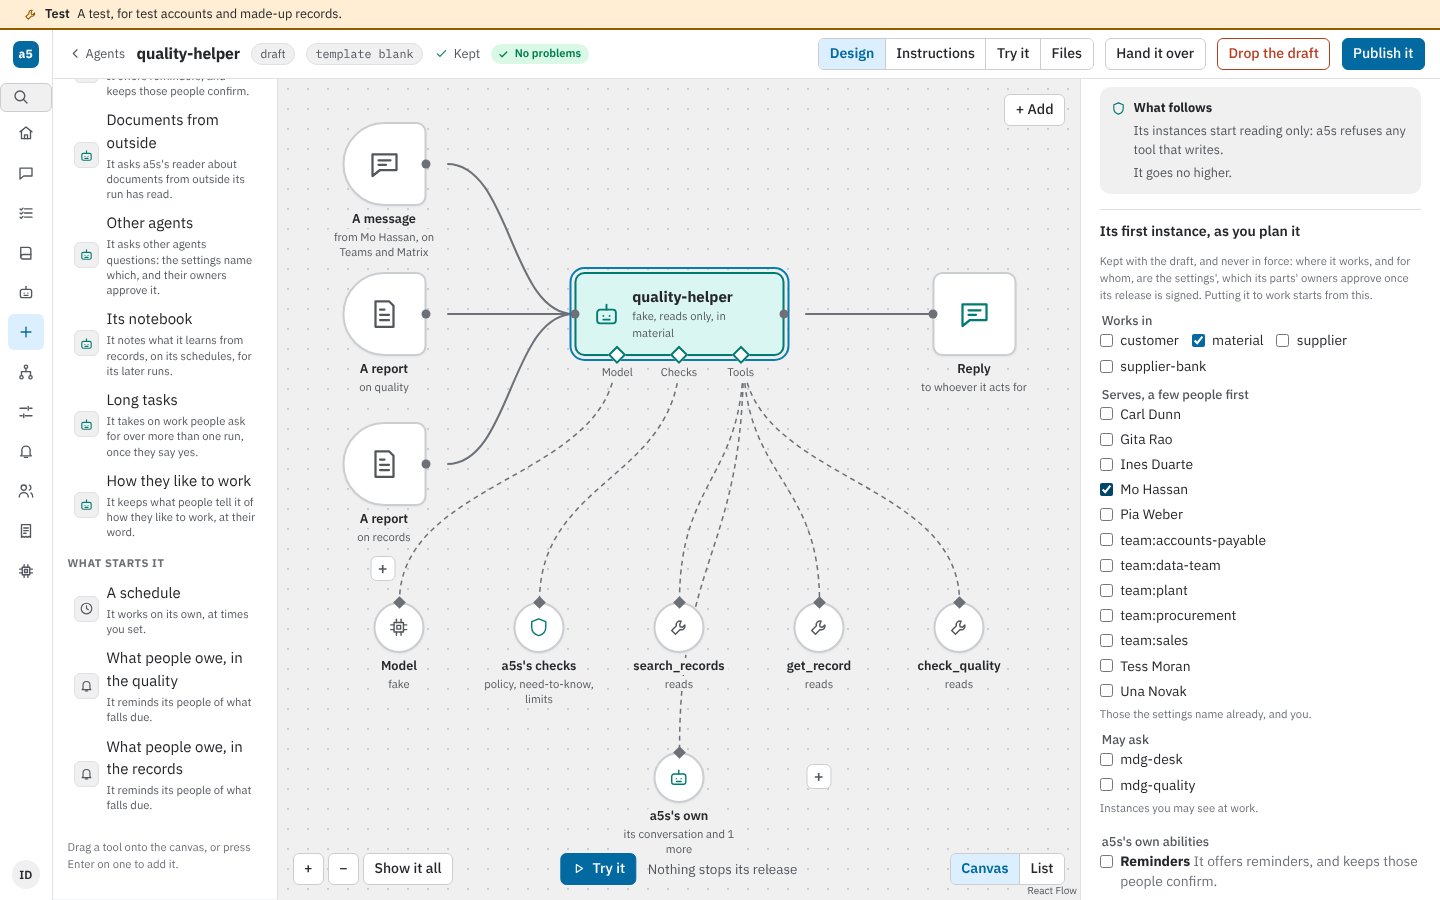 Test A test, for test accounts and made-up records.
a5
Agents
quality-helper
draft
template blank
Kept
No problems
Design
Instructions
Try it
Files
Hand it over
Drop the draft
Publish it
keeps those people confirm.
Documents from
outside
It asks a5s's reader about
documents from outside its
run has read.
Other agents
It asks other agents
questions: the settings name
which, and their owners
approve it.
Its notebook
It notes what it learns from
records, on its schedules, for
its later runs.
Long tasks
It takes on work people ask
for over more than one run,
once they say yes.
How they like to work
It keeps what people tell it of
how they like to work, at their
word.
WHAT STARTS IT
A schedule
It works on its own, at times
you set.
What people owe, in
the quality
It reminds its people of what
falls due.
What people owe, in
the records
It reminds its people of what
falls due.
Drag a tool onto the canvas, or press
Enter on one to add it.
ID
+ Add
A message
from Mo Hassan, on
Teams and Matrix
A report
on quality
A report
on records
+
quality-helper
fake, reads only, in
material
Model
Checks
Tools
Reply
to whoever it acts for
Model
fake
a5s's checks
policy, need-to-know,
limits
search_records
reads
get_record
reads
check_quality
reads
a5s's own
its conversation and 1
more
+
+
−
Show it all
Try it
Nothing stops its release
Canvas
List
React Flow
What follows
Its instances start reading only: a5s refuses any
tool that writes.
It goes no higher.
Its first instance, as you plan it
Kept with the draft, and never in force: where it works, and for
whom, are the settings', which its parts' owners approve once
its release is signed. Putting it to work starts from this.
Works in
customer
material
supplier
supplier-bank
Serves, a few people first
Carl Dunn
Gita Rao
Ines Duarte
Mo Hassan
Pia Weber
team:accounts-payable
team:data-team
team:plant
team:procurement
team:sales
Tess Moran
Una Novak
Those the settings name already, and you.
May ask
mdg-desk
mdg-quality
Instances you may see at work.
a5s's own abilities
Reminders It offers reminders, and keeps those
people confirm.